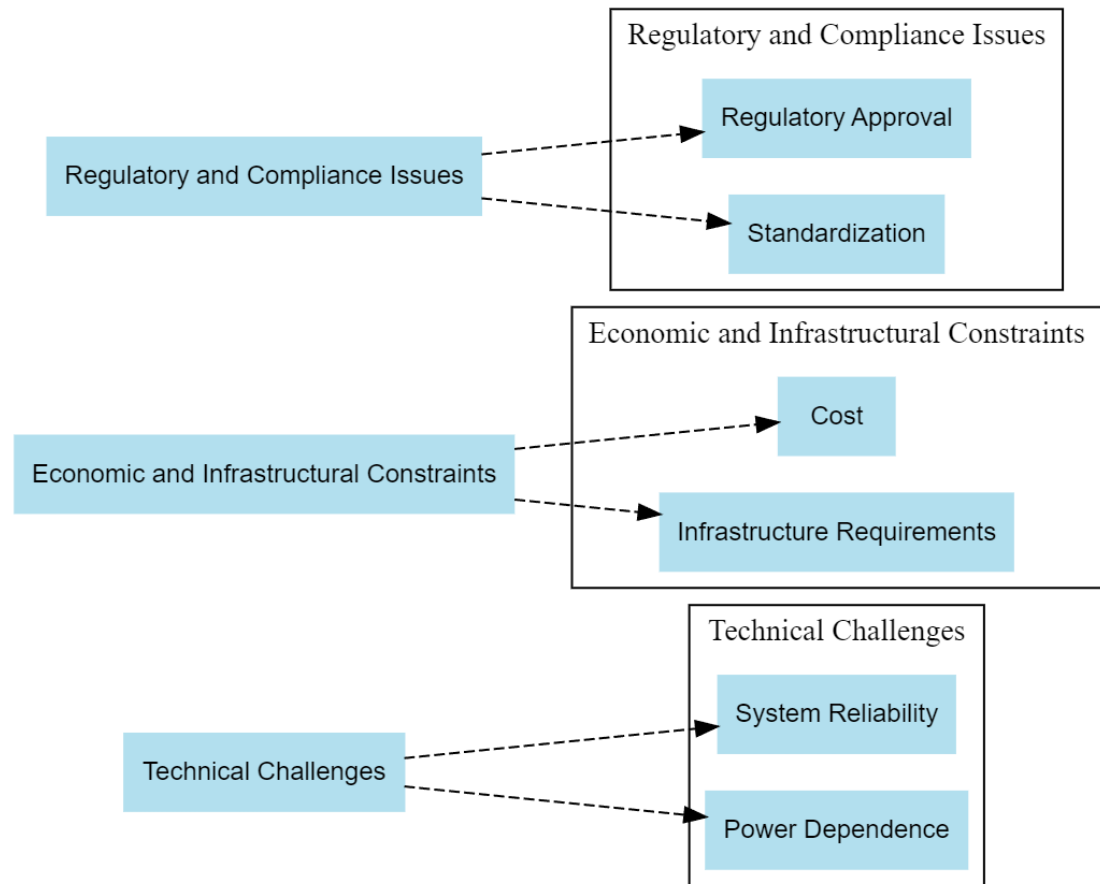 Regulatory and Compliance Issues
Regulatory Approval
Regulatory and Compliance Issues
Standardization
Economic and Infrastructural Constraints
Cost
Economic and Infrastructural Constraints
Infrastructure Requirements
Technical Challenges
System Reliability
Technical Challenges
Power Dependence